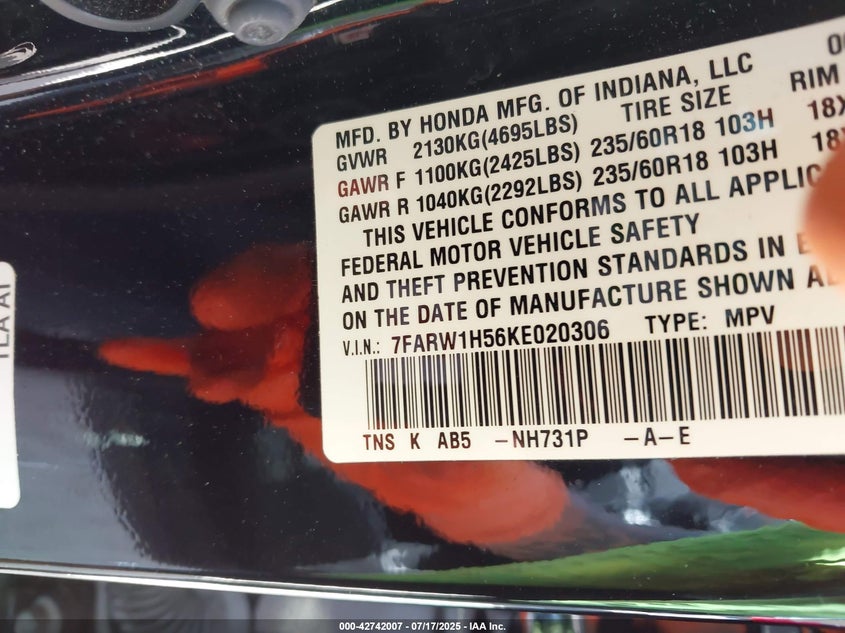 MFD. BY HONDA MFG. OF INDIANA, LLC
GVWR 2130KG(4695LBS) TIRE SIZE RIM
GAWR F 1100KG(2425LBS) 235/60R18 103H 18X
GAWR R 1040KG(2292LBS) 235/60R18 103H
THIS VEHICLE CONFORMS TO ALL
FEDERAL MOTOR VEHICLE SAFETY
AND THEFT PREVENTION STANDARDS IN
ON THE DATE OF MANUFACTURE SHOWN
V.I.N.: 7FARW1H56KE020306 TYPE: MPV
TNS K AB5 -NH731P -A-E
000-42742007 - 07/17/2025 - IAA Inc.